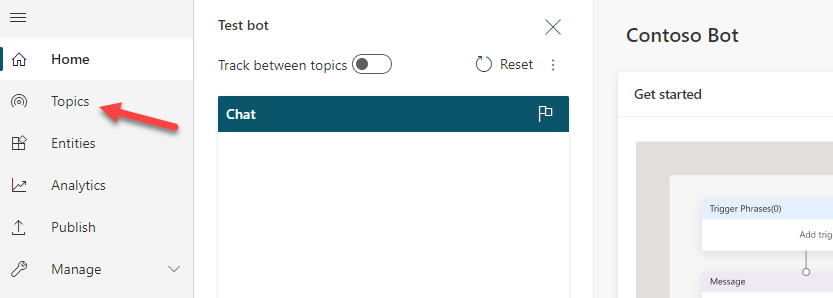 Home
Topics
Entities
Analytics
Publish
Manage
Test bot
Track between topics
Reset
Chat
Contoso Bot
Get started
Trigger Phrases(0)
Add trig
Message